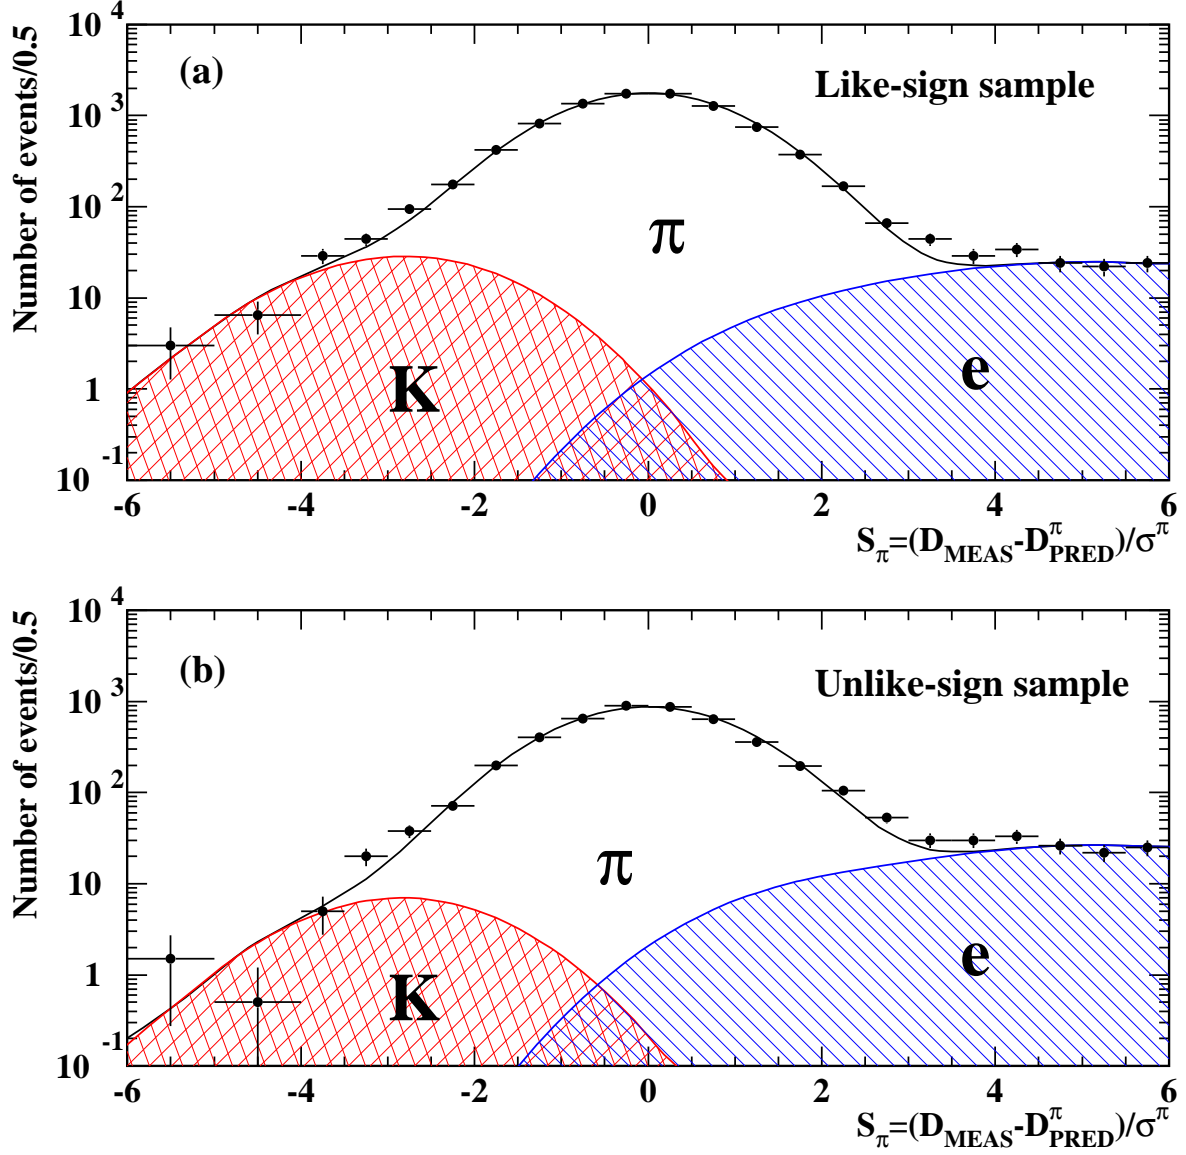 10 4
(a)
Like-sign sample
10 3
10 2
10
1
10 -1
Number of events/0.5
π
K
e
-6 -4 -2 0 2 4 6
Sπ=(DMEAS-DπPRED)/σπ
10 4
(b)
Unlike-sign sample
10 3
10 2
10
1
10 -1
Number of events/0.5
π
K
e
-6 -4 -2 0 2 4 6
Sπ=(DMEAS-DπPRED)/σπ